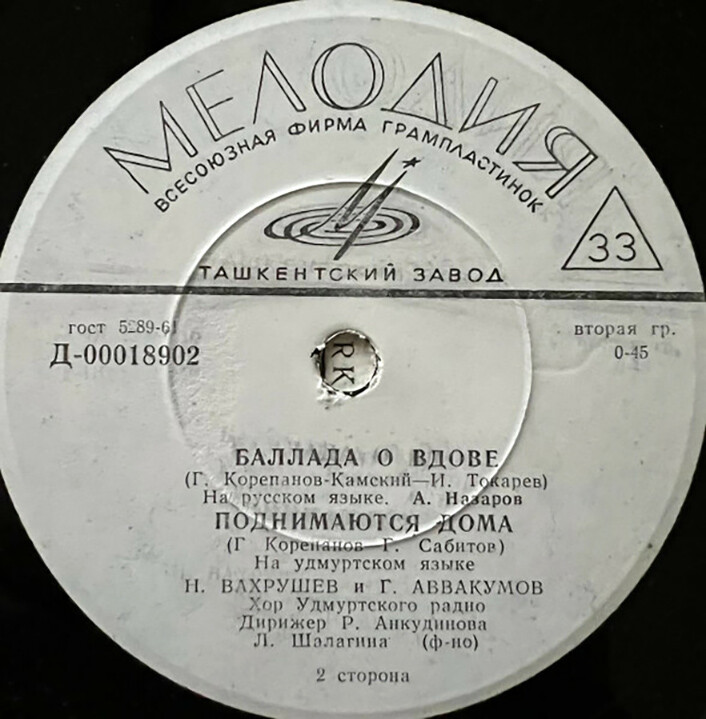 МЕЛОДИЯ
ВСЕСОЮЗНАЯ ФИРМА ГРАМПЛАСТИНОК
33
ТАШКЕНТСКИЙ ЗАВОД
гост 5289-61
Д-00018902
вторая гр.
0-45
RK
БАЛЛАДА О ВДОВЕ
(Г. Корепанов-Камский—И. Токарев)
На русском языке. А. Назаров
ПОДНИМАЮТСЯ ДОМА
(Г Корепанов Г. Сабитов)
На удмуртском языке
Н. ВАХРУШЕВ и Г. АВВАКУМОВ
Хор Удмуртского радио
Дирижер Р. Анкудинова
Л. Шалагина (ф-но)
2 сторона